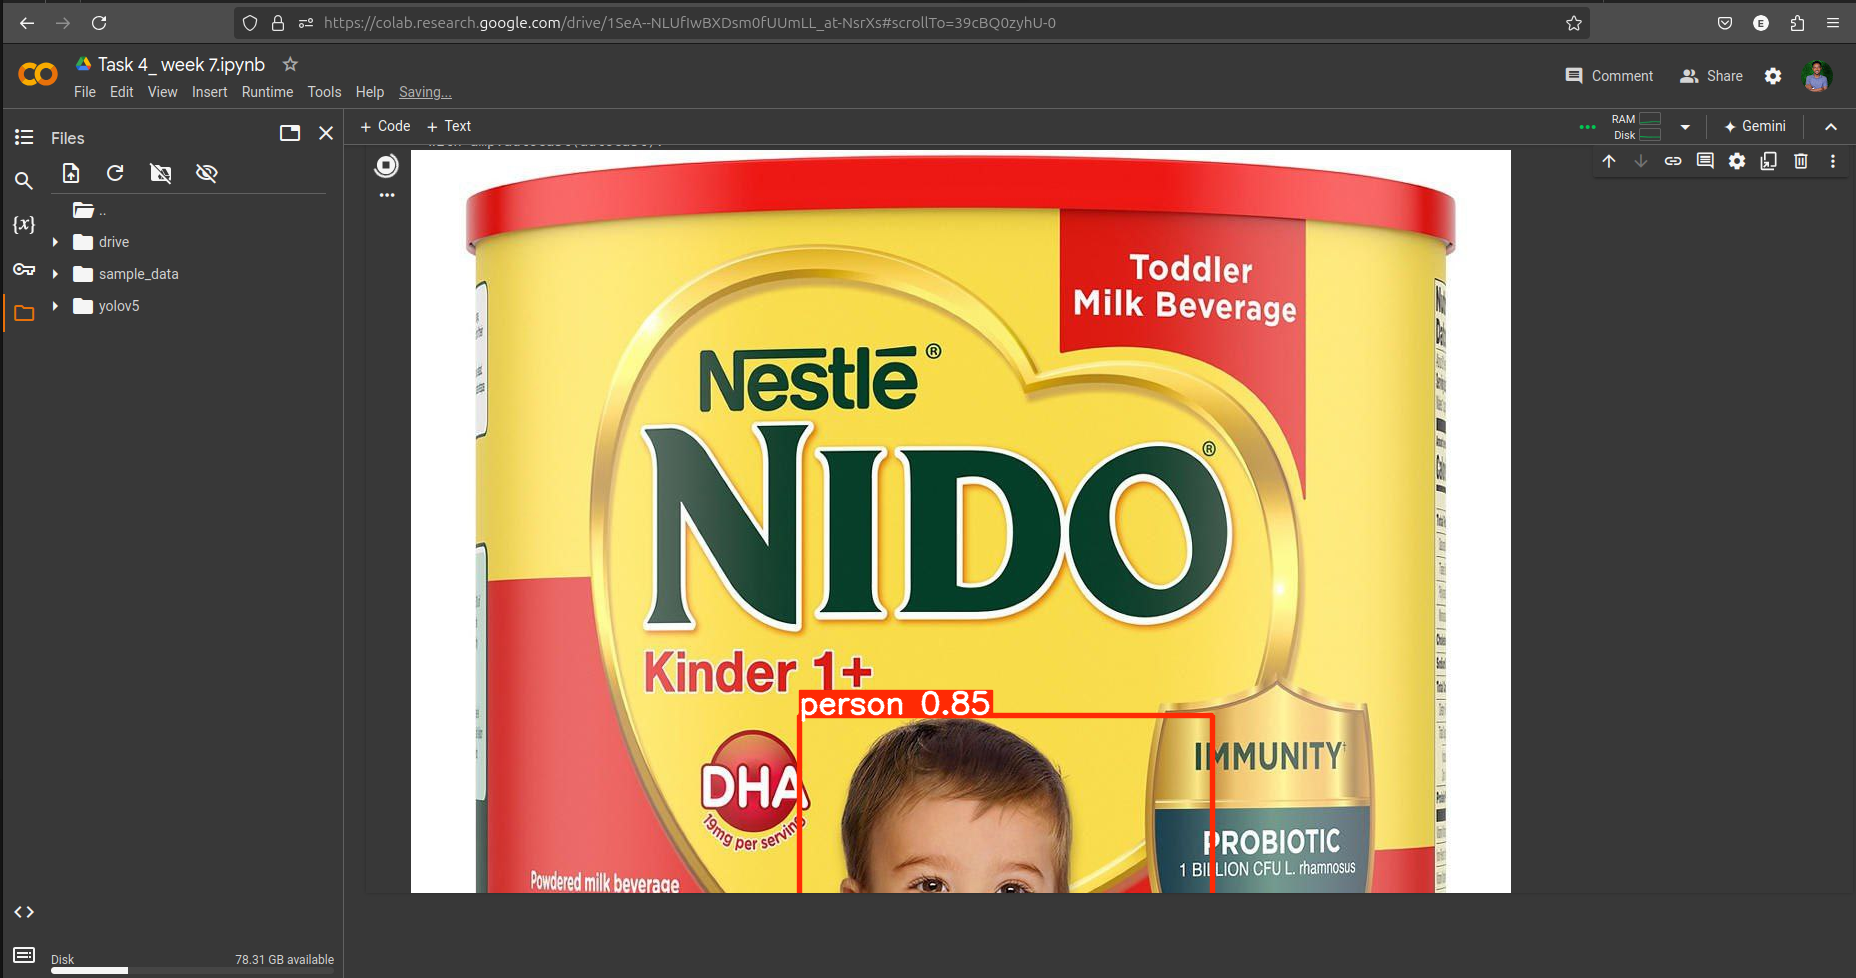 https://colab.research.google.com/drive/1SeA--NLUfIwBXDsm0fUUmLL_at-NsrXs#scrollTo=39cBQ0zyhU-0
E
CO
Task 4_ week 7.ipynb
File Edit View Insert Runtime Tools Help Saving...
Comment
Share
Files
+ Code + Text
RAM
Disk
Gemini
..
{x}
drive
sample_data
yolov5
Toddler
Milk Beverage
Nestlé®
NIDO®
Kinder 1+
person 0.85
DHA
19mg per serving
IMMUNITY†
PROBIOTIC
1 BILLION CFU L. rhamnosus
Powdered milk beverage
Disk 78.31 GB available